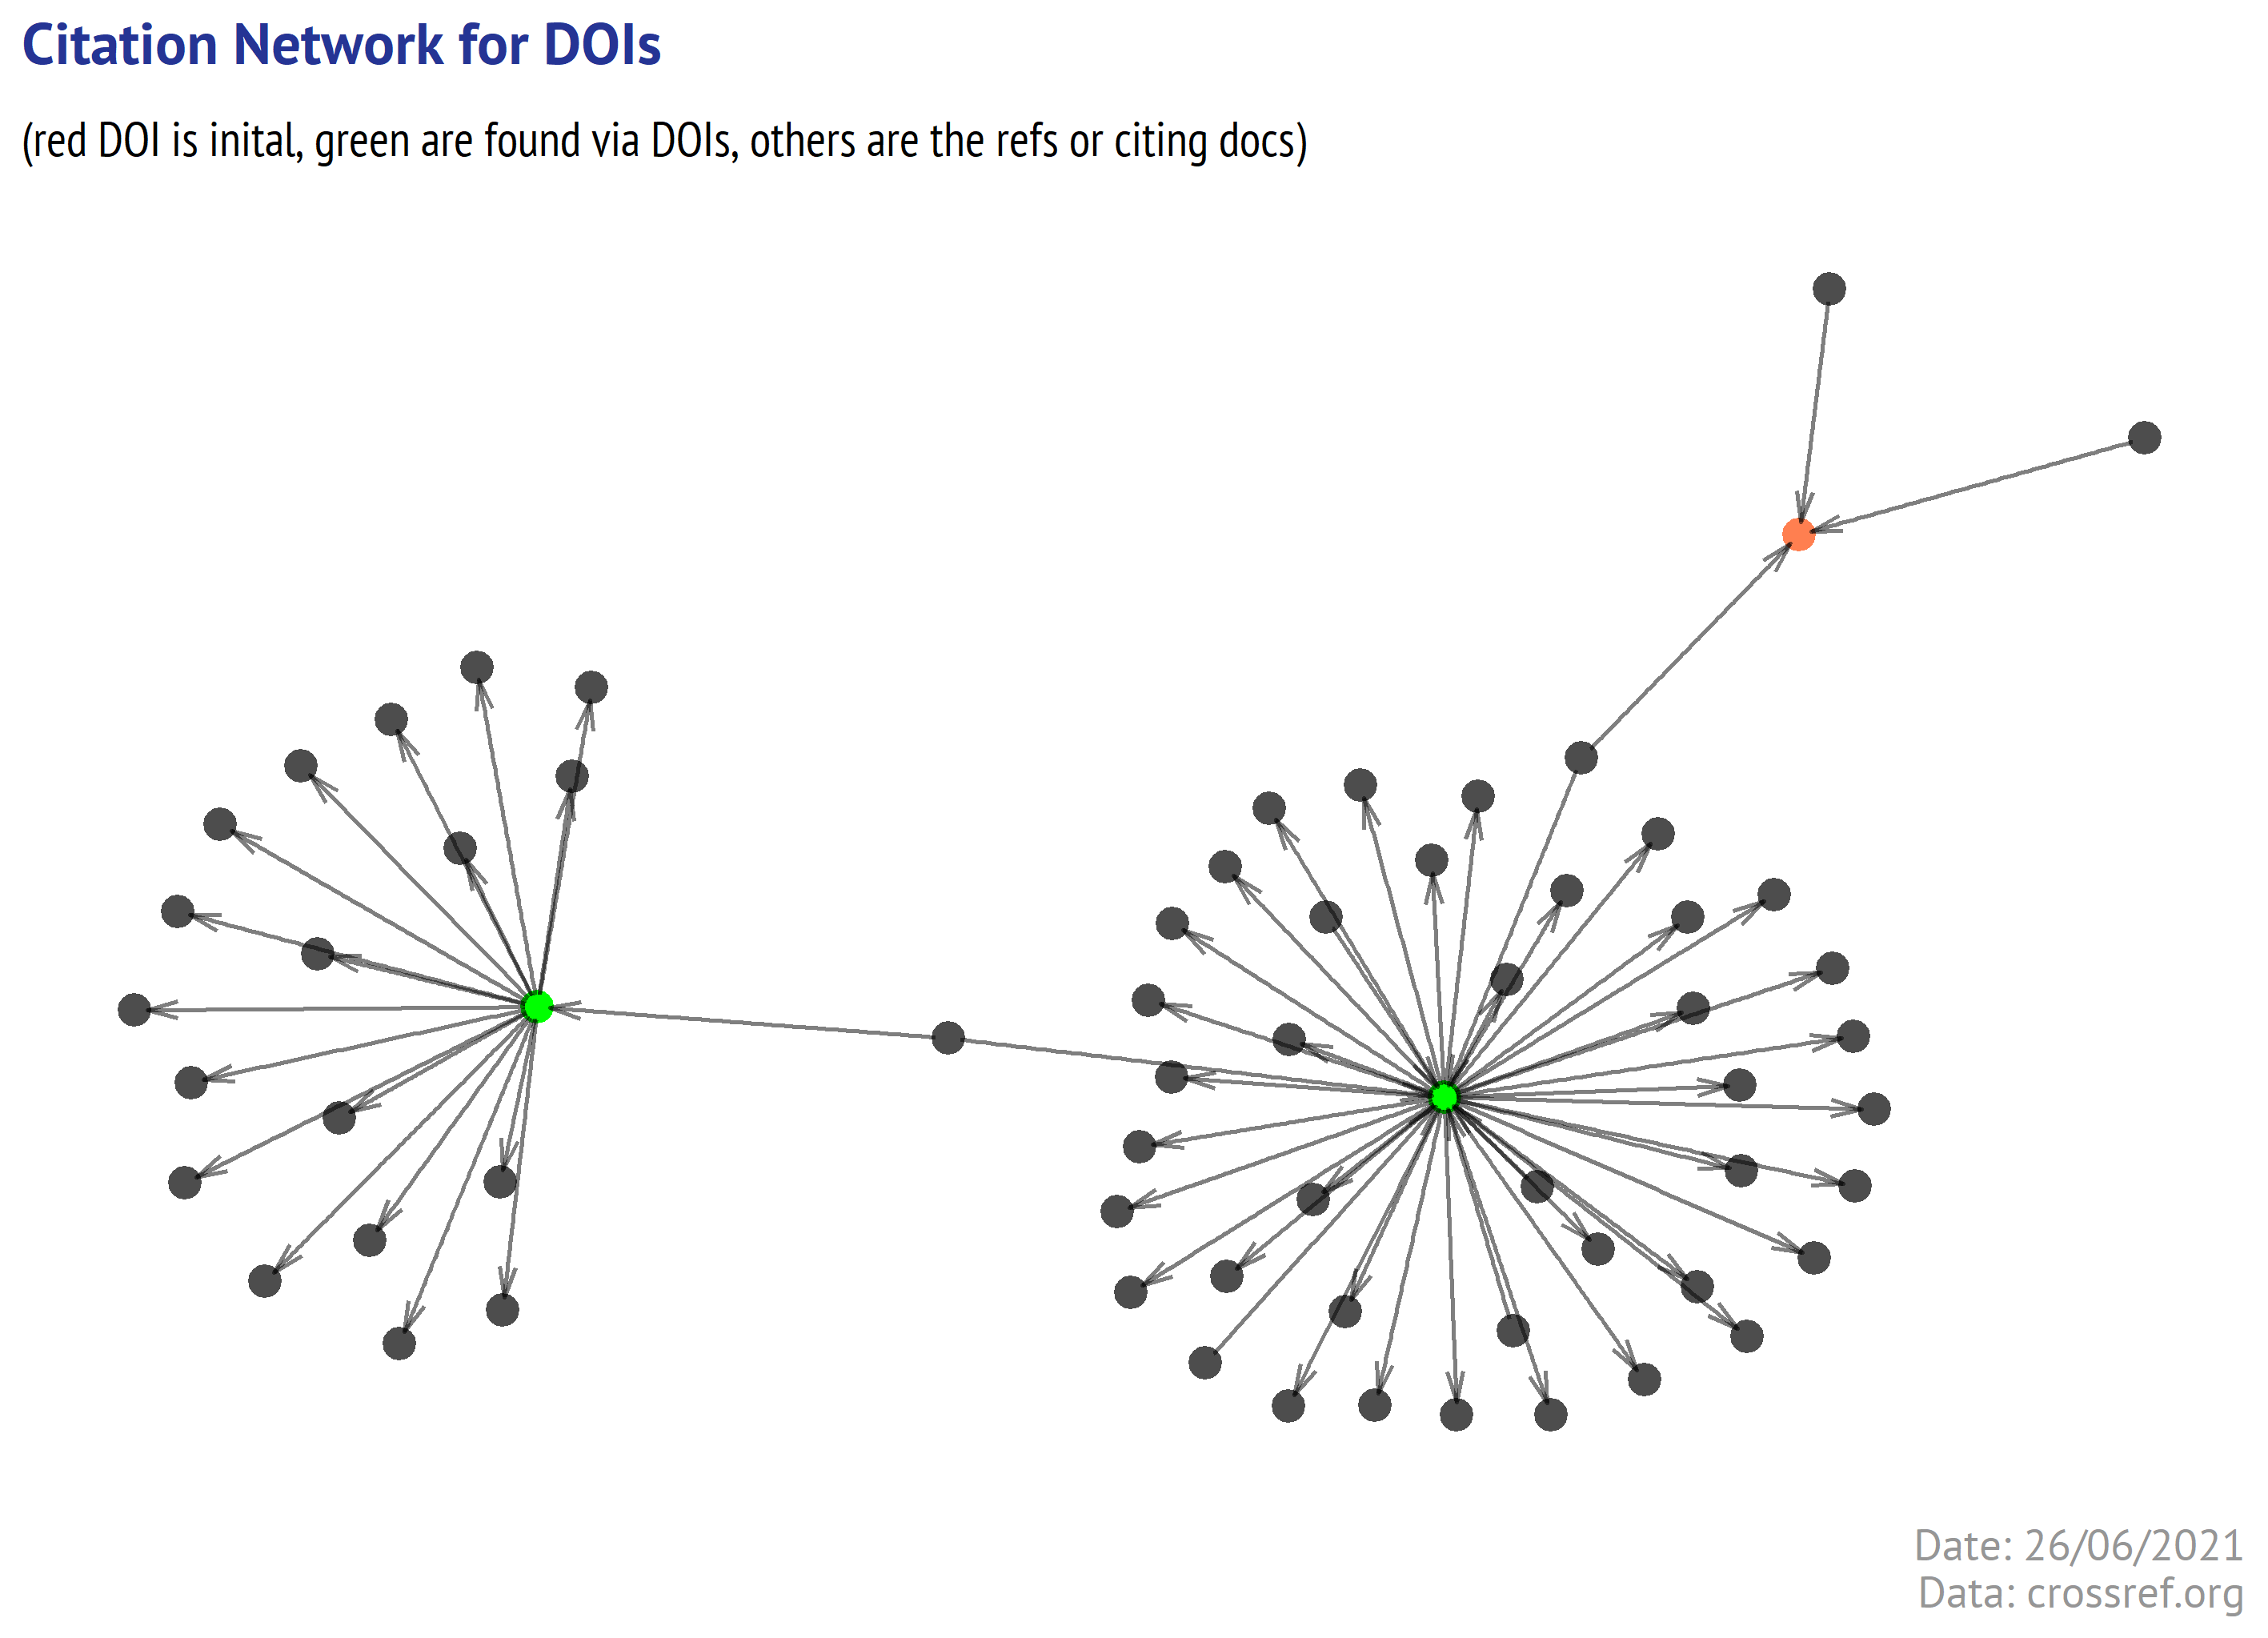 Citation Network for DOIs
(red DOI is inital, green are found via DOIs, others are the refs or citing docs)
Date: 26/06/2021
Data: crossref.org